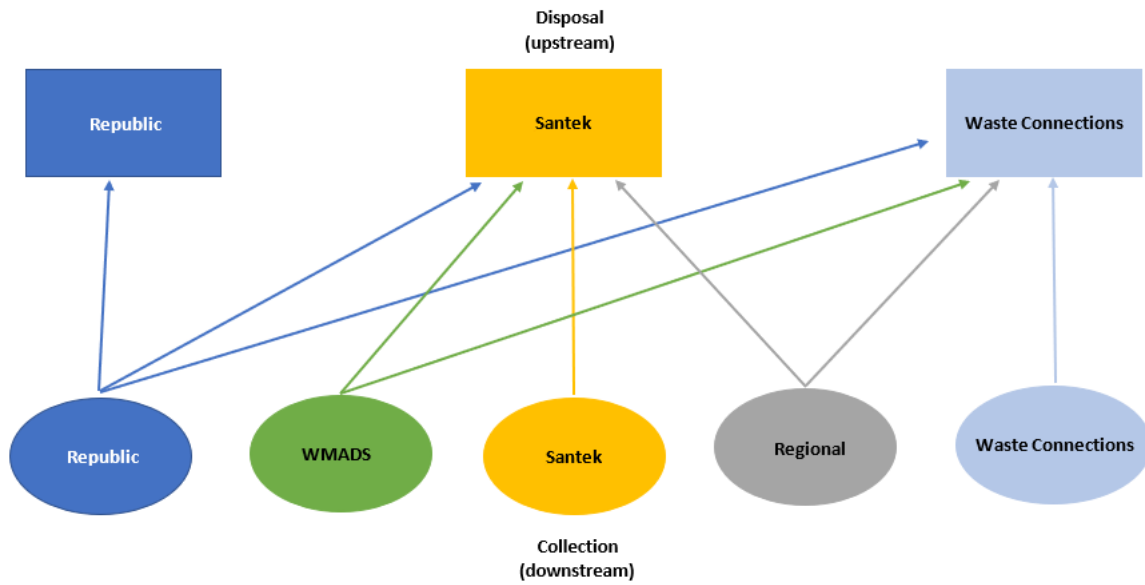 Disposal
(upstream)
Republic
Santek
Waste Connections
Republic
WMADS
Santek
Regional
Waste Connections
Collection
(downstream)